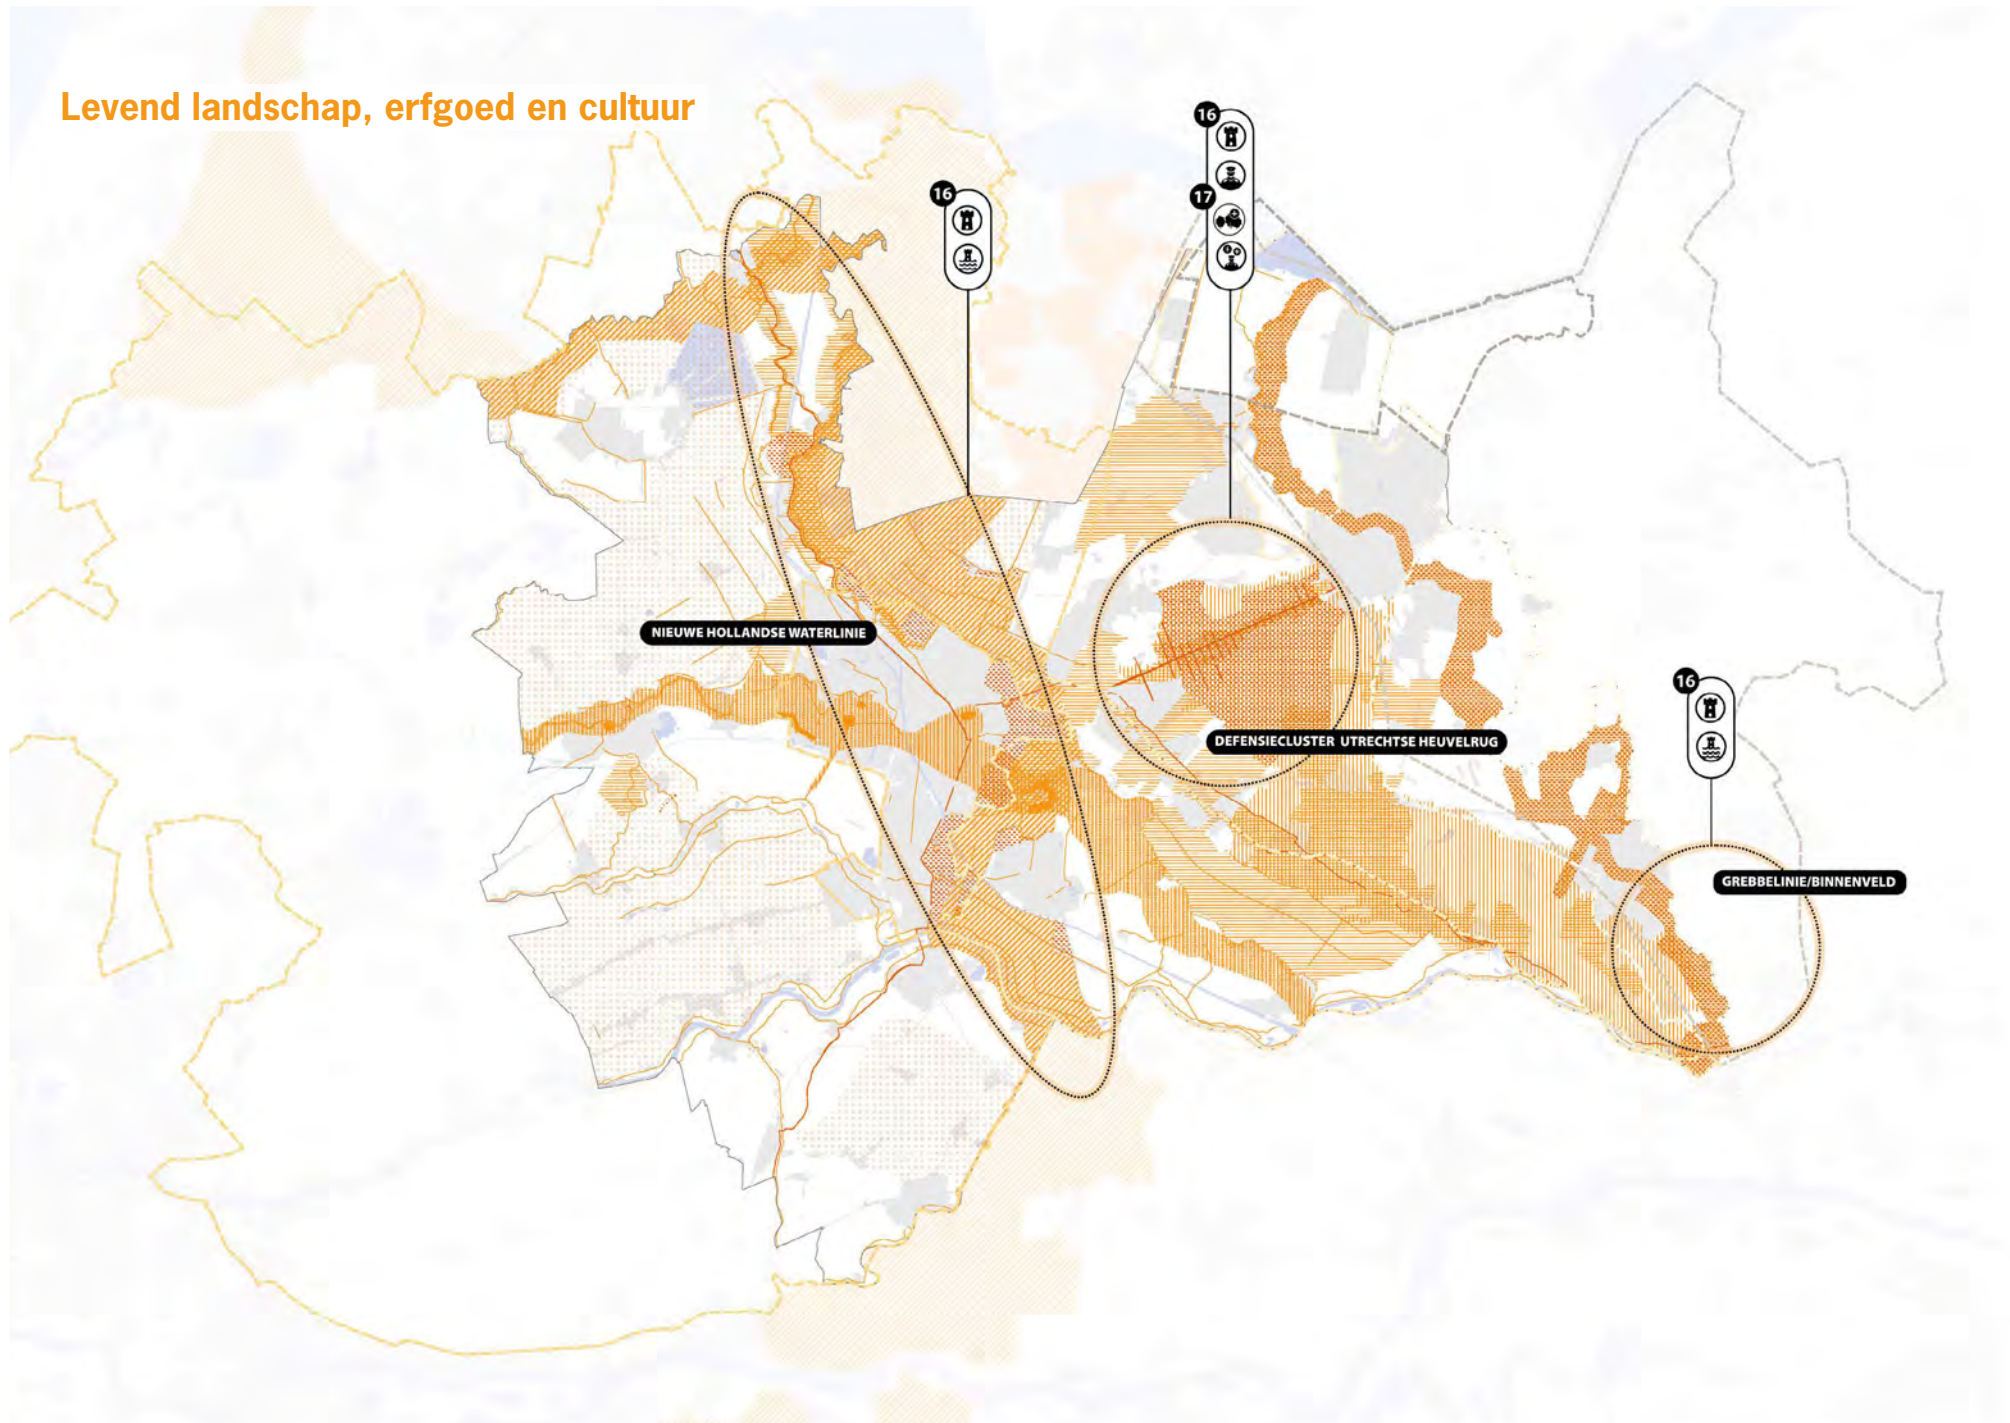 Levend landschap, erfgoed en cultuur
16
16
17
NIEUWE HOLLANDSE WATERLINIE
16
DEFENSIECLUSTER UTRECHTSE HEUVELRUG
GREBBELINIE/BINNENVELD